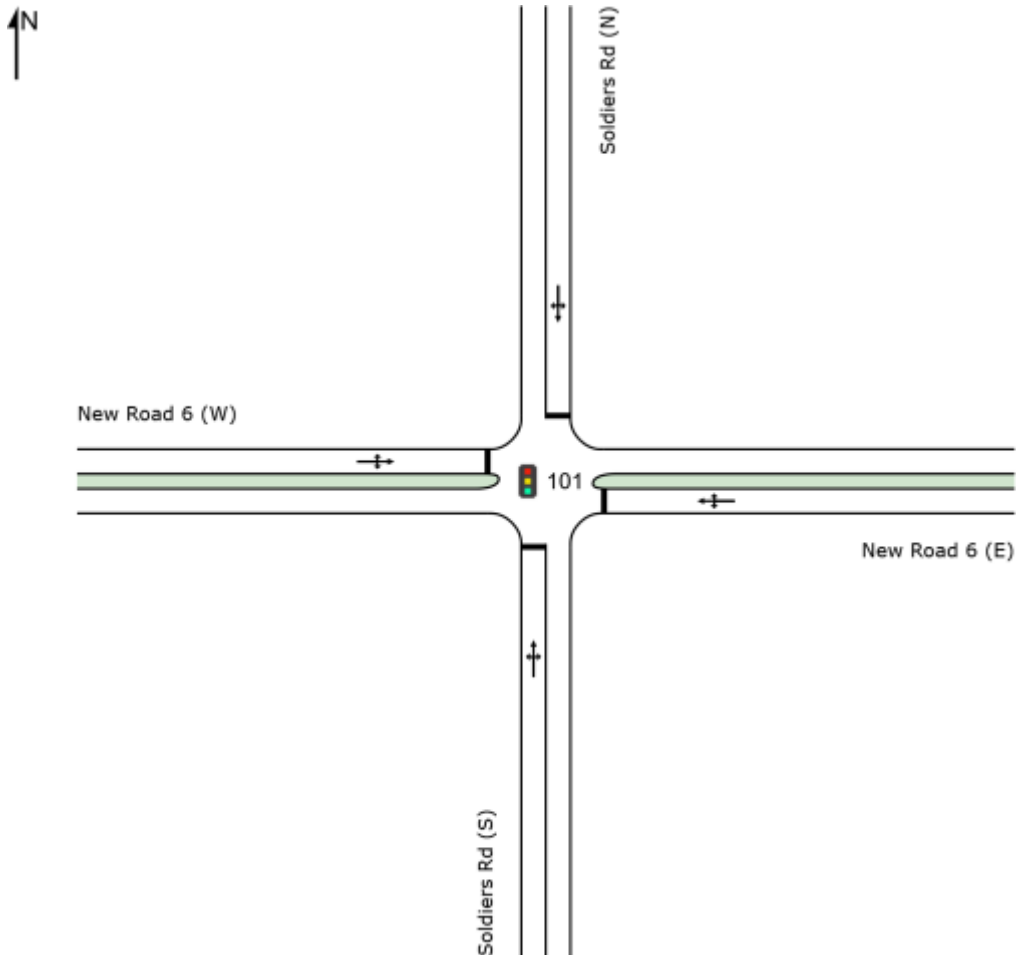 N
Soldiers Rd (N)
New Road 6 (W)
101
New Road 6 (E)
Soldiers Rd (S)